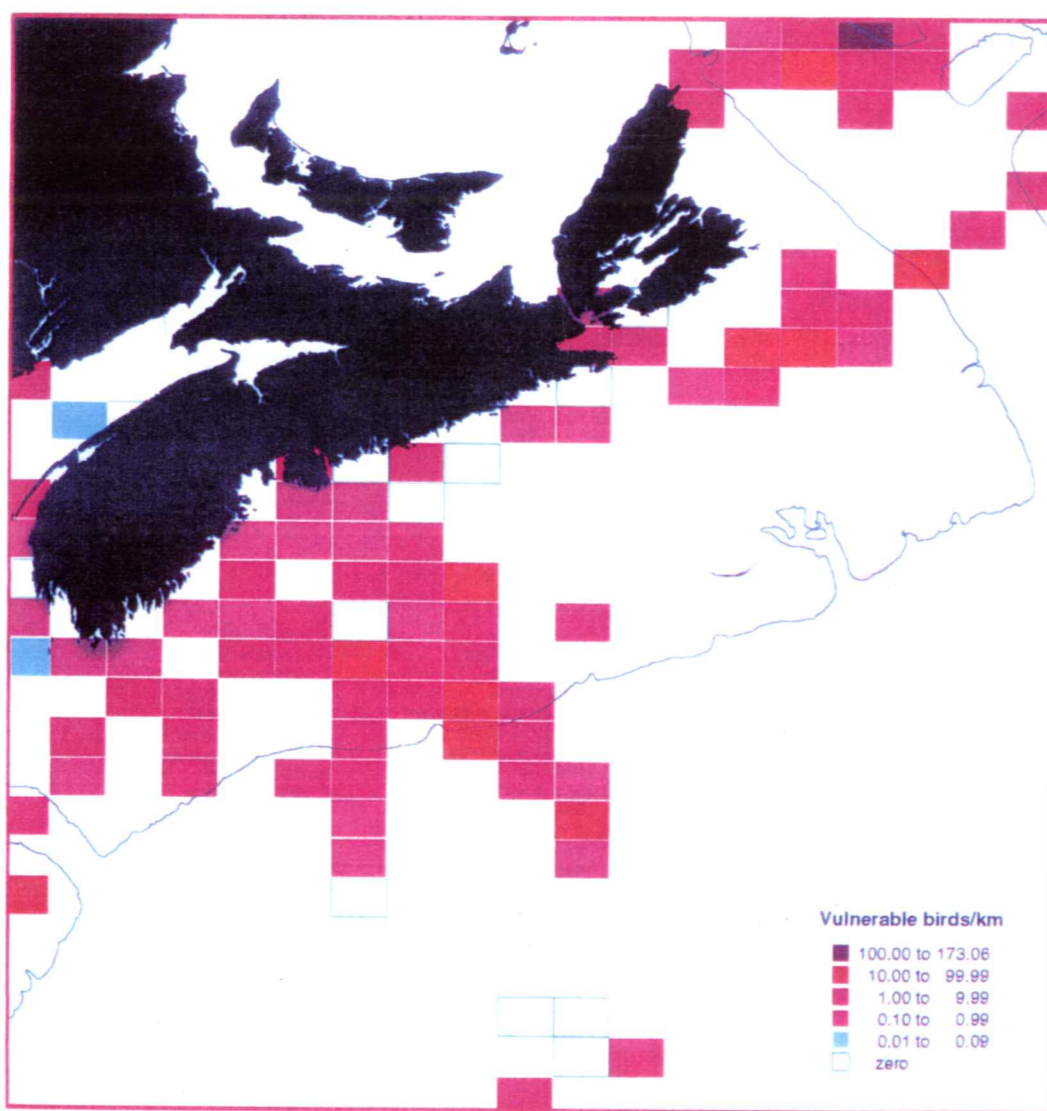 Vulnerable birds/km
100.00 to 173.06
10.00 to 99.99
1.00 to 9.99
0.10 to 0.99
0.01 to 0.09
zero